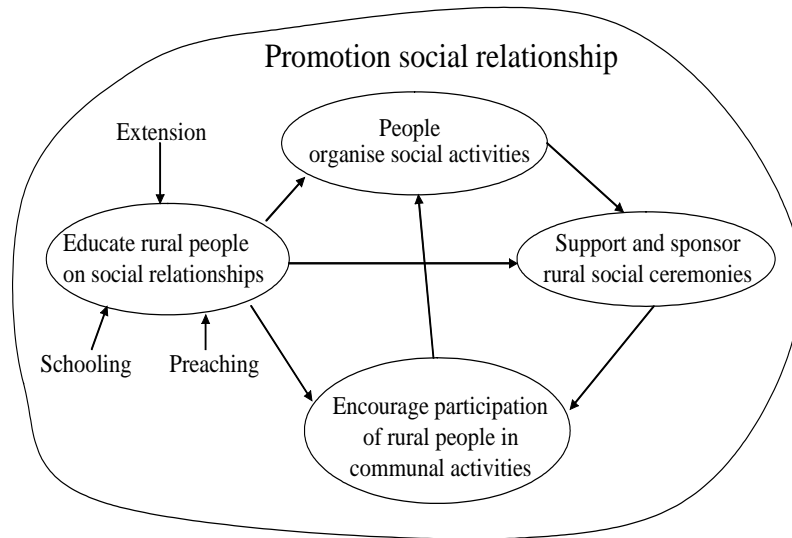 Promotion social relationship
Extension
People
organise social activities
Educate rural people
on social relationships
Support and sponsor
rural social ceremonies
Schooling
Preaching
Encourage participation
of rural people in
communal activities